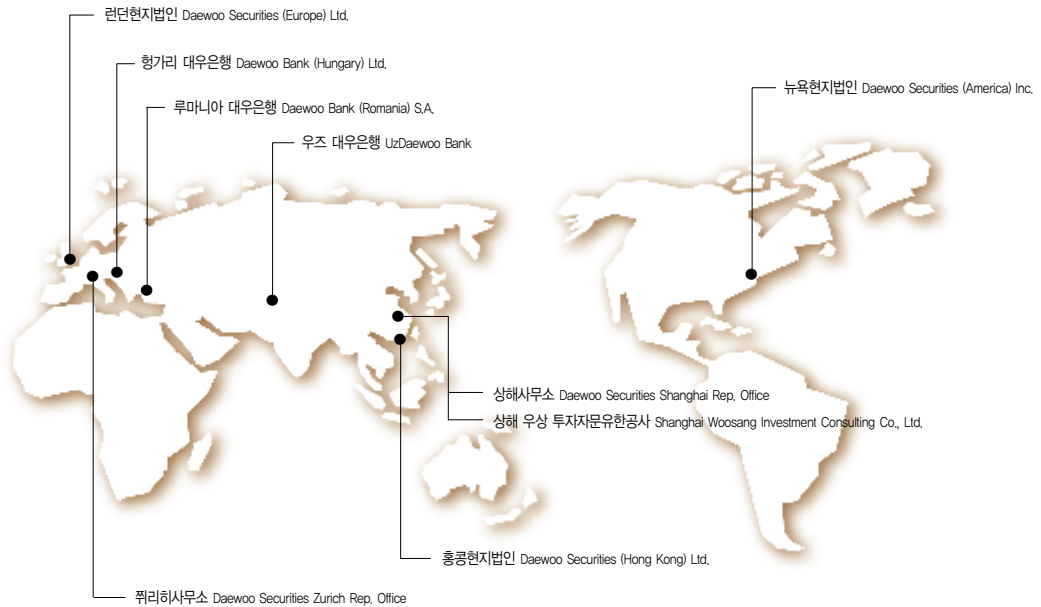 런던현지법인 Daewoo Securities (Europe) Ltd.
헝가리 대우은행 Daewoo Bank (Hungary) Ltd.
뉴욕현지법인 Daewoo Securities (America) Inc.
루마니아 대우은행 Daewoo Bank (Romania) S.A.
우즈 대우은행 UzDaewoo Bank
상해사무소 Daewoo Securities Shanghai Rep. Office
상해 우상 투자자문유한공사 Shanghai Woosang Investment Consulting Co., Ltd.
홍콩현지법인 Daewoo Securities (Hong Kong) Ltd.
쮜리히사무소 Daewoo Securities Zurich Rep. Office